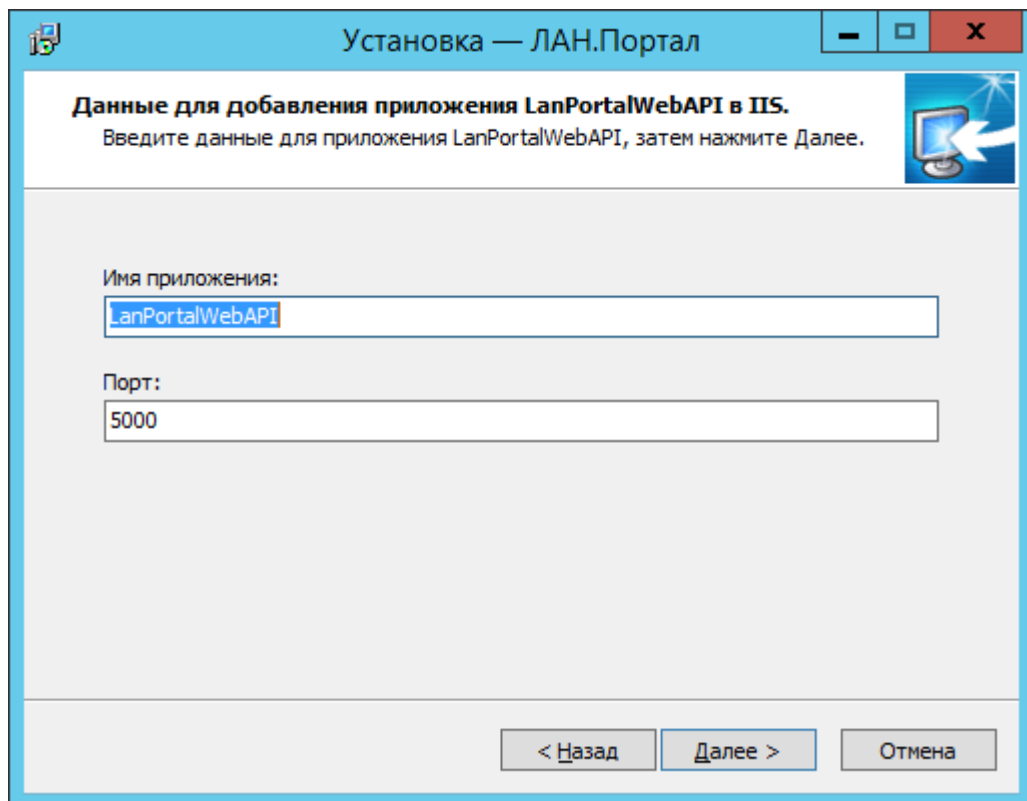 Установка — ЛАН.Портал
Данные для добавления приложения LanPortalWebAPI в IIS.
Введите данные для приложения LanPortalWebAPI, затем нажмите Далее.
Имя приложения:
LanPortalWebAPI
Порт:
5000
< Назад
Далее >
Отмена